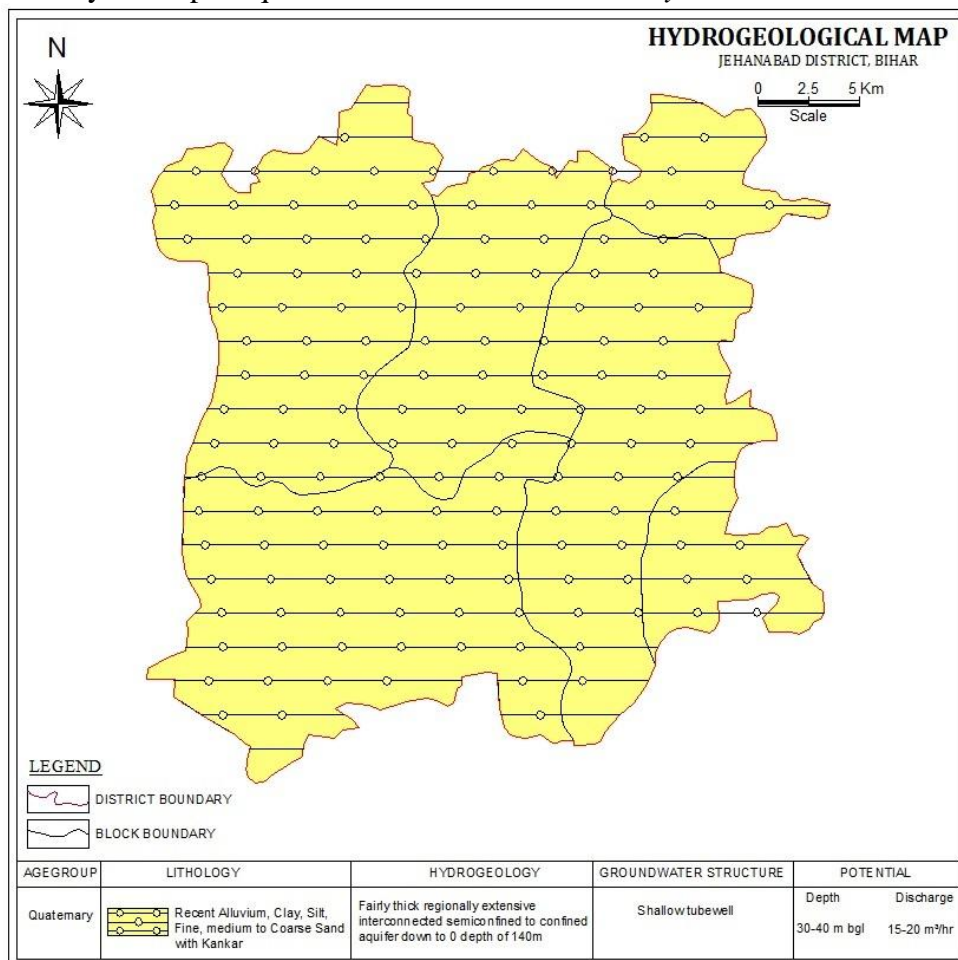 HYDROGEOLOGICAL MAP
JEHANABAD DISTRICT, BIHAR
N
0 2.5 5 Km
Scale
LEGEND
DISTRICT BOUNDARY
BLOCK BOUNDARY
AGEGROUP LITHOLOGY HYDROGEOLOGY GROUNDWATER STRUCTURE POTENTIAL
Quaternary
Recent Alluvium, Clay, Silt,
Fine, medium to Coarse Sand
with Kankar
Fairly thick regionally extensive
interconnected semiconfined to confined
aquifer down to 0 depth of 140m
Shallow tubewell
Depth Discharge
30-40 m bgl 15-20 m³/hr